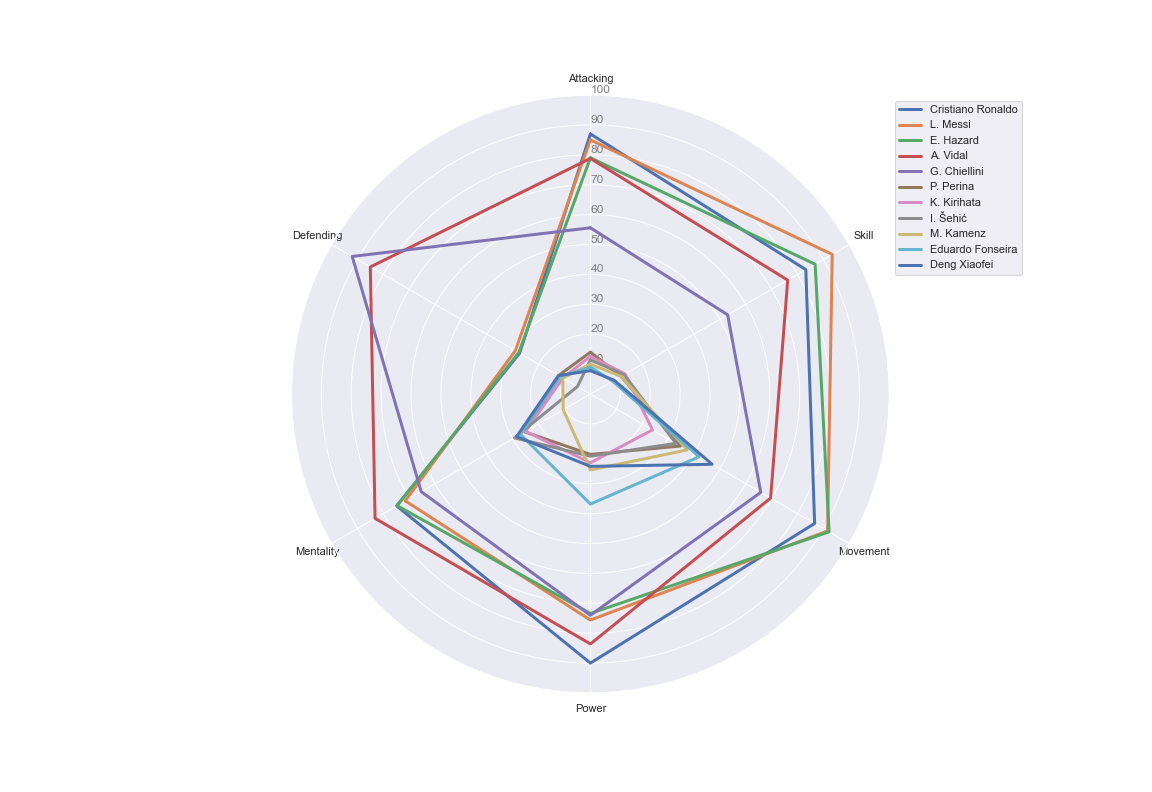 Attacking
100
90
80
70
60
50
40
30
20
Skill
Movement
Power
Mentality
Defending
Cristiano Ronaldo
L. Messi
E. Hazard
A. Vidal
G. Chiellini
P. Perina
K. Kirihata
I. Šehić
M. Kamenz
Eduardo Fonseira
Deng Xiaofei